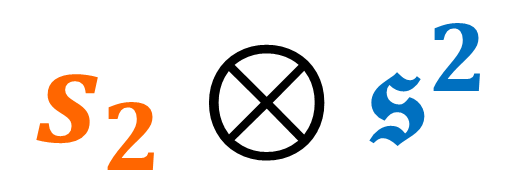 s₂ ⊗ 𝔰²